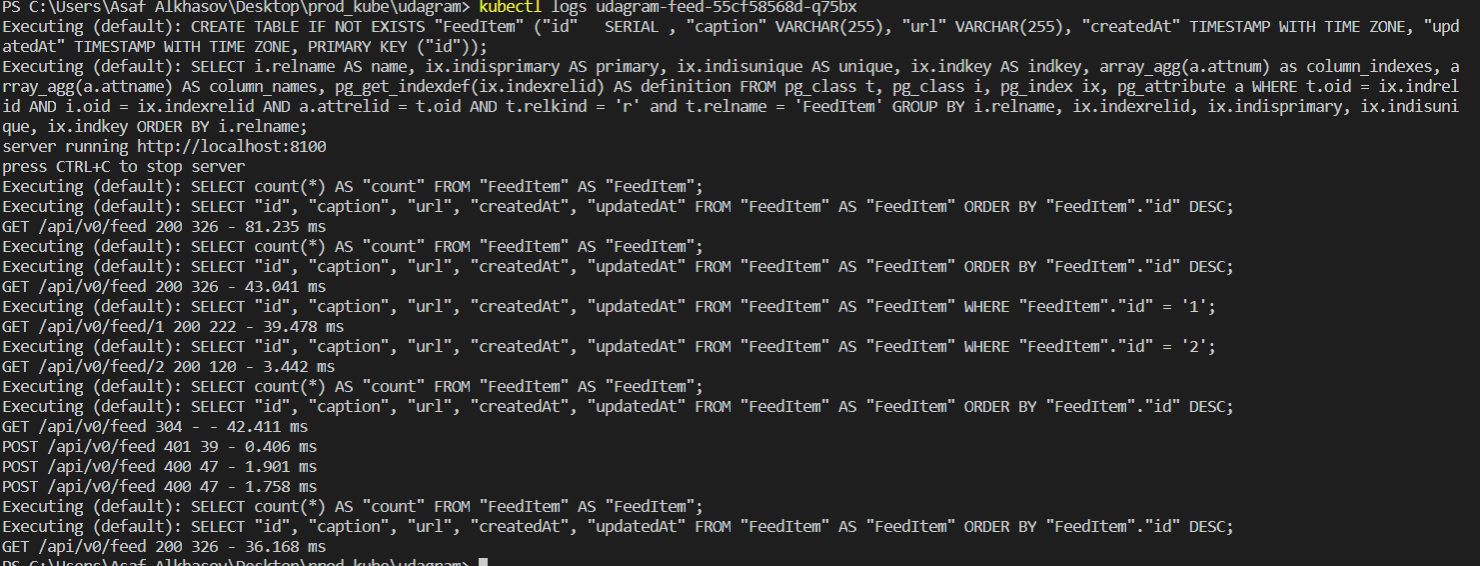 PS C:\Users\Asaf Alkhasov\Desktop\prod_kube\udagram> kubectl logs udagram-feed-55cf58568d-q75bx
Executing (default): CREATE TABLE IF NOT EXISTS "FeedItem" ("id"   SERIAL , "caption" VARCHAR(255), "url" VARCHAR(255), "createdAt" TIMESTAMP WITH TIME ZONE, "upd
atedAt" TIMESTAMP WITH TIME ZONE, PRIMARY KEY ("id"));
Executing (default): SELECT i.relname AS name, ix.indisprimary AS primary, ix.indisunique AS unique, ix.indkey AS indkey, array_agg(a.attnum) as column_indexes, a
rray_agg(a.attname) AS column_names, pg_get_indexdef(ix.indexrelid) AS definition FROM pg_class t, pg_class i, pg_index ix, pg_attribute a WHERE t.oid = ix.indrel
id AND i.oid = ix.indexrelid AND a.attrelid = t.oid AND t.relkind = 'r' and t.relname = 'FeedItem' GROUP BY i.relname, ix.indexrelid, ix.indisprimary, ix.indisuni
que, ix.indkey ORDER BY i.relname;
server running http://localhost:8100
press CTRL+C to stop server
Executing (default): SELECT count(*) AS "count" FROM "FeedItem" AS "FeedItem";
Executing (default): SELECT "id", "caption", "url", "createdAt", "updatedAt" FROM "FeedItem" AS "FeedItem" ORDER BY "FeedItem"."id" DESC;
GET /api/v0/feed 200 326 - 81.235 ms
Executing (default): SELECT count(*) AS "count" FROM "FeedItem" AS "FeedItem";
Executing (default): SELECT "id", "caption", "url", "createdAt", "updatedAt" FROM "FeedItem" AS "FeedItem" ORDER BY "FeedItem"."id" DESC;
GET /api/v0/feed 200 326 - 43.041 ms
Executing (default): SELECT "id", "caption", "url", "createdAt", "updatedAt" FROM "FeedItem" AS "FeedItem" WHERE "FeedItem"."id" = '1';
GET /api/v0/feed/1 200 222 - 39.478 ms
Executing (default): SELECT "id", "caption", "url", "createdAt", "updatedAt" FROM "FeedItem" AS "FeedItem" WHERE "FeedItem"."id" = '2';
GET /api/v0/feed/2 200 120 - 3.442 ms
Executing (default): SELECT count(*) AS "count" FROM "FeedItem" AS "FeedItem";
Executing (default): SELECT "id", "caption", "url", "createdAt", "updatedAt" FROM "FeedItem" AS "FeedItem" ORDER BY "FeedItem"."id" DESC;
GET /api/v0/feed 304 - - 42.411 ms
POST /api/v0/feed 401 39 - 0.406 ms
POST /api/v0/feed 400 47 - 1.901 ms
POST /api/v0/feed 400 47 - 1.758 ms
Executing (default): SELECT count(*) AS "count" FROM "FeedItem" AS "FeedItem";
Executing (default): SELECT "id", "caption", "url", "createdAt", "updatedAt" FROM "FeedItem" AS "FeedItem" ORDER BY "FeedItem"."id" DESC;
GET /api/v0/feed 200 326 - 36.168 ms
PS C:\Users\Asaf Alkhasov\Desktop\prod_kube\udagram>